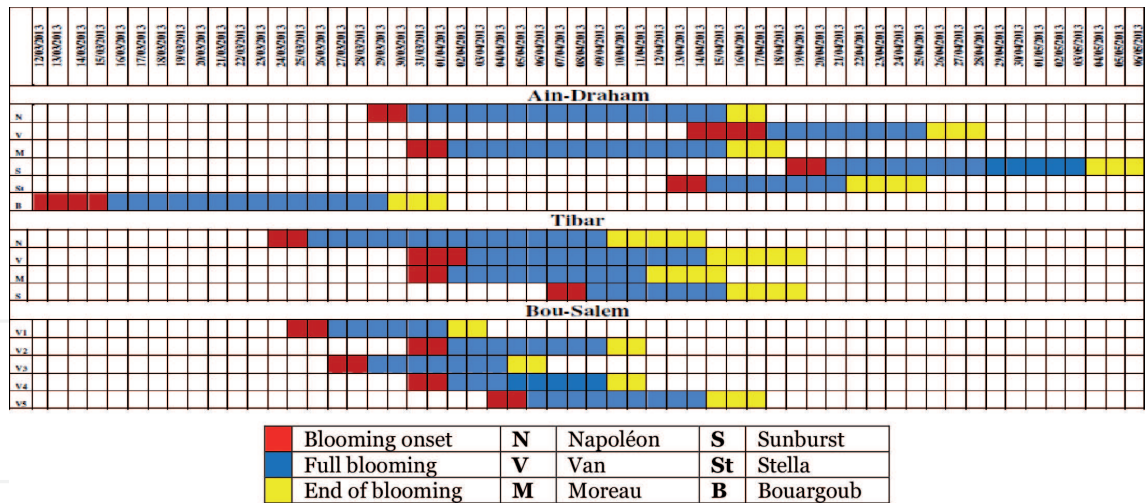 12/03/2013 13/03/2013 14/03/2013 15/03/2013 16/03/2013 17/03/2013 18/03/2013 19/03/2013 20/03/2013 21/03/2013 22/03/2013 23/03/2013 24/03/2013 25/03/2013 26/03/2013 27/03/2013 28/03/2013 29/03/2013 30/03/2013 31/03/2013 01/04/2013 02/04/2013 03/04/2013 04/04/2013 05/04/2013 06/04/2013 07/04/2013 08/04/2013 09/04/2013 10/04/2013 11/04/2013 12/04/2013 13/04/2013 14/04/2013 15/04/2013 16/04/2013 17/04/2013 18/04/2013 19/04/2013 20/04/2013 21/04/2013 22/04/2013 23/04/2013 24/04/2013 25/04/2013 26/04/2013 27/04/2013 28/04/2013 29/04/2013 30/04/2013 01/05/2013 02/05/2013 03/05/2013 04/05/2013 05/05/2013 06/05/2013
Ain-Draham
N
V
M
S
St
B
Tibar
N
V
M
S
Bou-Salem
V1
V2
V3
V4
V5
Blooming onset N Napoléon S Sunburst
Full blooming V Van St Stella
End of blooming M Moreau B Bouargoub